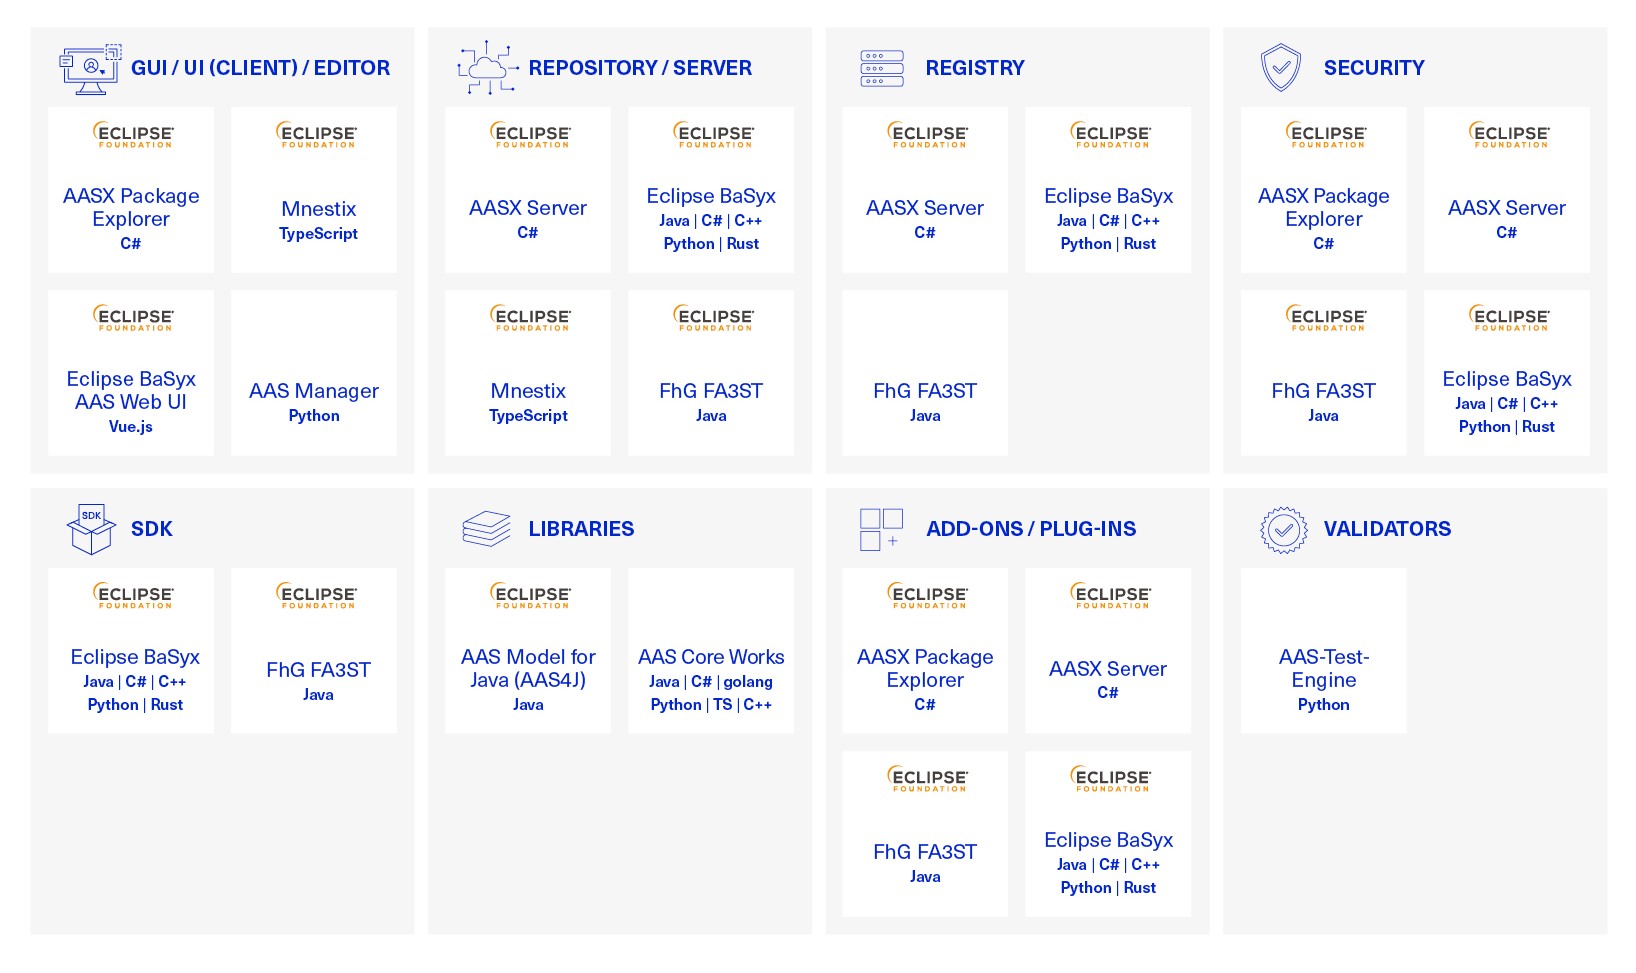 GUI / UI (CLIENT) / EDITOR
ECLIPSE
FOUNDATION
AASX Package
Explorer
C#
ECLIPSE
FOUNDATION
Mnestix
TypeScript
ECLIPSE
FOUNDATION
Eclipse BaSyx
AAS Web UI
Vue.js
AAS Manager
Python
REPOSITORY / SERVER
ECLIPSE
FOUNDATION
AASX Server
C#
ECLIPSE
FOUNDATION
Eclipse BaSyx
Java | C# | C++
Python | Rust
ECLIPSE
FOUNDATION
Mnestix
TypeScript
ECLIPSE
FOUNDATION
FhG FA3ST
Java
REGISTRY
ECLIPSE
FOUNDATION
AASX Server
C#
ECLIPSE
FOUNDATION
Eclipse BaSyx
Java | C# | C++
Python | Rust
FhG FA3ST
Java
SECURITY
ECLIPSE
FOUNDATION
AASX Package
Explorer
C#
ECLIPSE
FOUNDATION
AASX Server
C#
ECLIPSE
FOUNDATION
FhG FA3ST
Java
ECLIPSE
FOUNDATION
Eclipse BaSyx
Java | C# | C++
Python | Rust
SDK
SDK
ECLIPSE
FOUNDATION
Eclipse BaSyx
Java | C# | C++
Python | Rust
ECLIPSE
FOUNDATION
FhG FA3ST
Java
LIBRARIES
ECLIPSE
FOUNDATION
AAS Model for
Java (AAS4J)
Java
AAS Core Works
Java | C# | golang
Python | TS | C++
ADD-ONS / PLUG-INS
ECLIPSE
FOUNDATION
AASX Package
Explorer
C#
ECLIPSE
FOUNDATION
AASX Server
C#
ECLIPSE
FOUNDATION
FhG FA3ST
Java
ECLIPSE
FOUNDATION
Eclipse BaSyx
Java | C# | C++
Python | Rust
VALIDATORS
AAS-Test-
Engine
Python